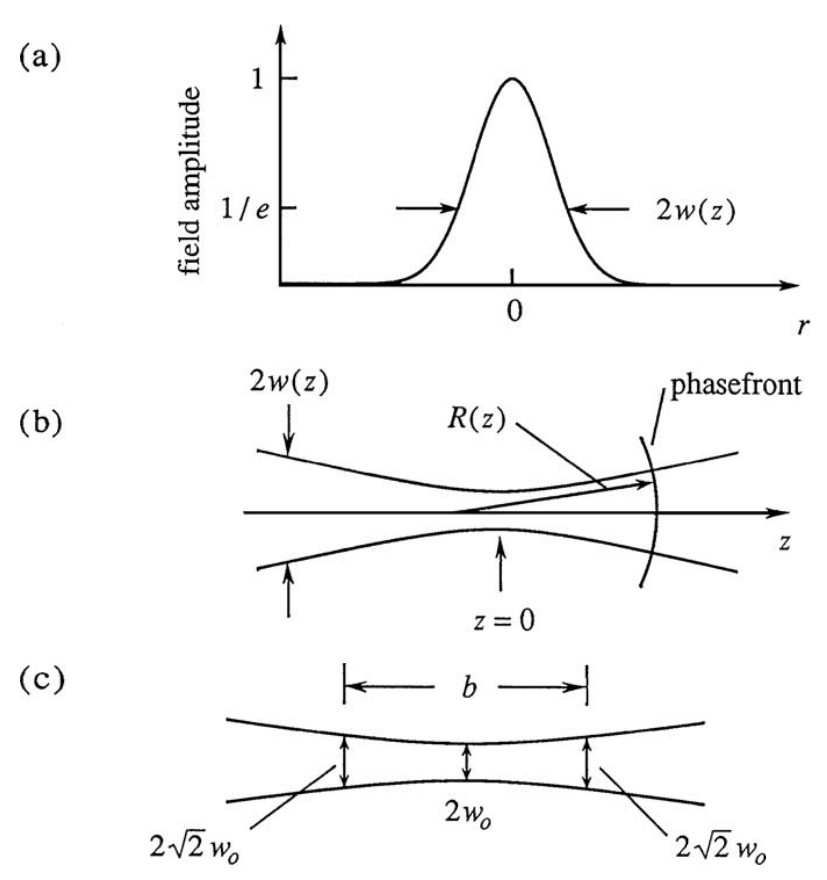 (a)
field amplitude
1
1/e
2w(z)
0
r
(b)
2w(z)
R(z)
phasefront
z
z = 0
(c)
b
2√2 wₒ
2wₒ
2√2 wₒ